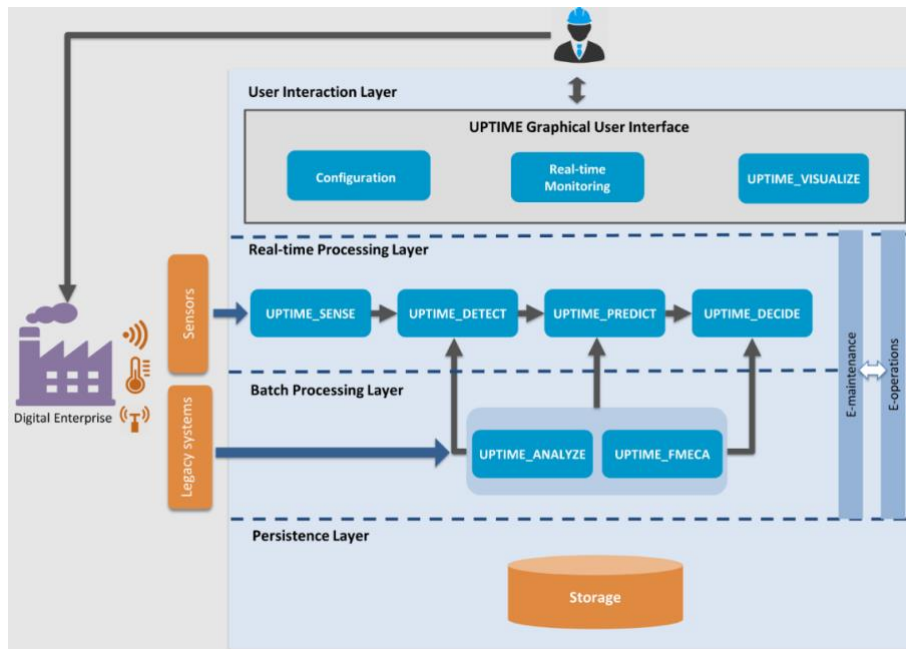 User Interaction Layer
UPTIME Graphical User Interface
Configuration
Real-time
Monitoring
UPTIME_VISUALIZE
Real-time Processing Layer
Sensors
UPTIME_SENSE
UPTIME_DETECT
UPTIME_PREDICT
UPTIME_DECIDE
E-maintenance
E-operations
Digital Enterprise
Batch Processing Layer
Legacy systems
UPTIME_ANALYZE
UPTIME_FMECA
Persistence Layer
Storage